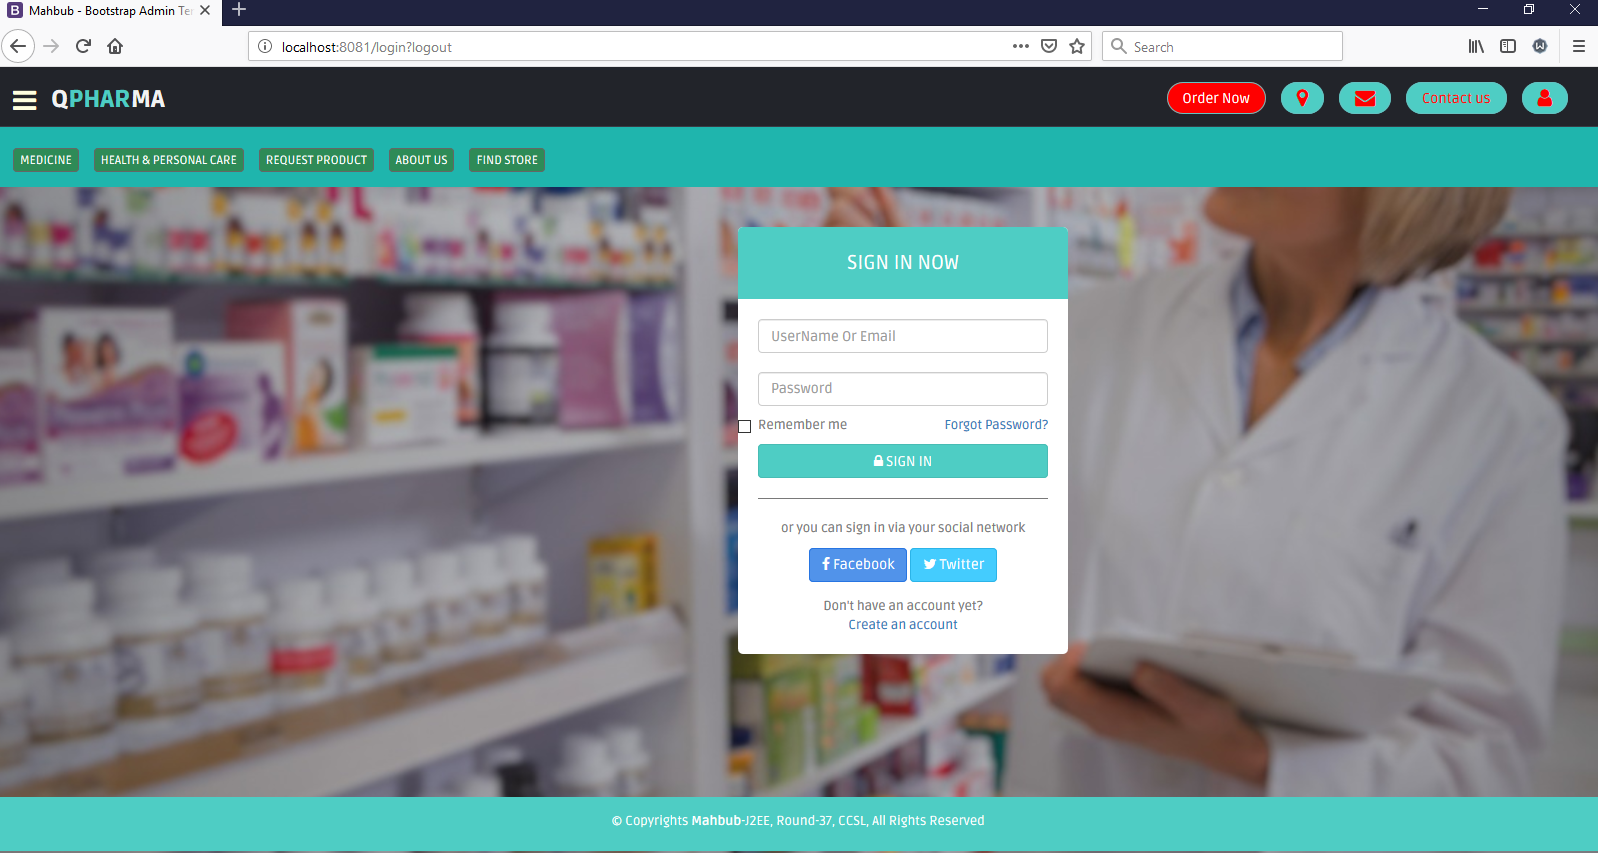 Mahbub - Bootstrap Admin Te
localhost:8081/login?logout
Search
QPHARMA
Order Now
Contact us
MEDICINE
HEALTH & PERSONAL CARE
REQUEST PRODUCT
ABOUT US
FIND STORE
SIGN IN NOW
UserName Or Email
Password
Remember me
Forgot Password?
SIGN IN
or you can sign in via your social network
Facebook
Twitter
Don't have an account yet?
Create an account
© Copyrights Mahbub-J2EE, Round-37, CCSL, All Rights Reserved